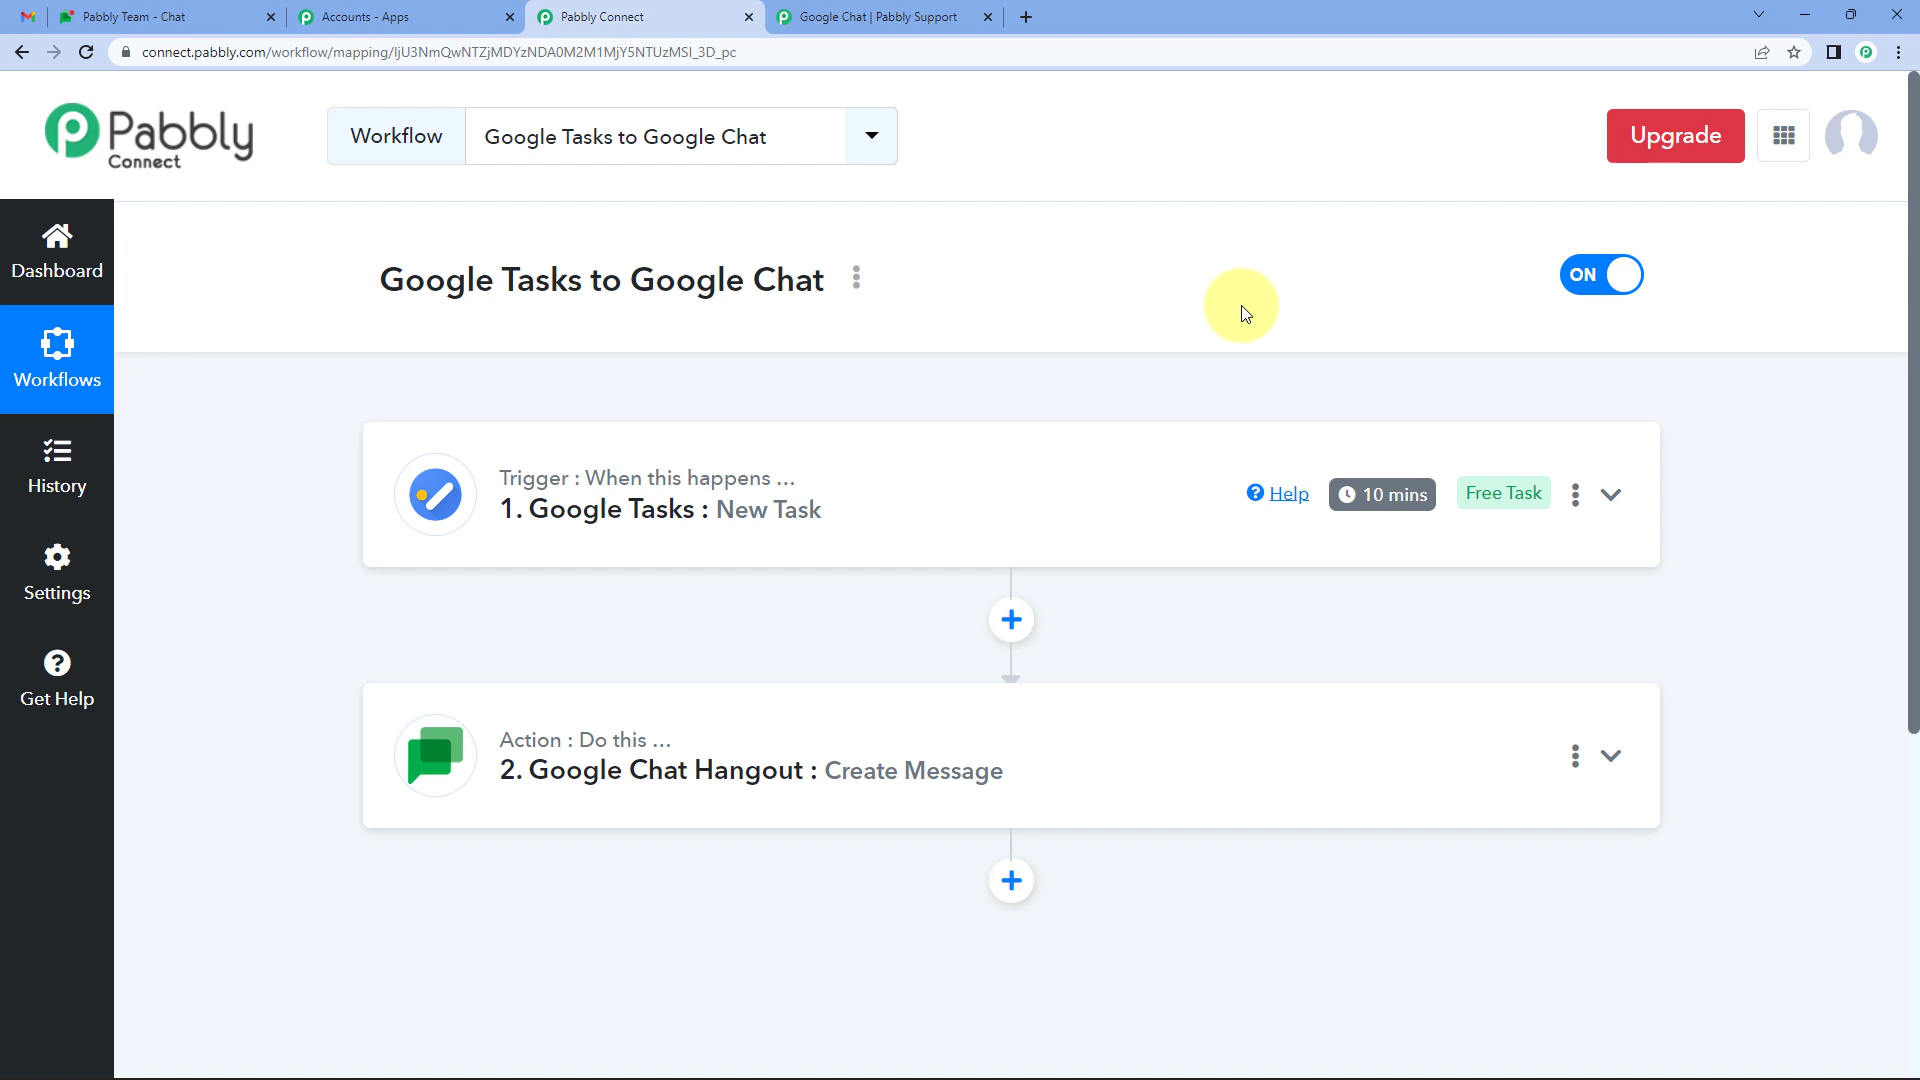 Pabbly Team - Chat
Accounts - Apps
Pabbly Connect
Google Chat | Pabbly Support
connect.pabbly.com/workflow/mapping/IjU3NmQwNTZjMDYzNDA0M2M1MjY5NTUzMSI_3D_pc
Pabbly
Connect
Workflow
Google Tasks to Google Chat
Upgrade
Dashboard
Workflows
History
Settings
Get Help
Google Tasks to Google Chat
ON
Trigger : When this happens ...
1. Google Tasks : New Task
Help
10 mins
Free Task
Action : Do this ...
2. Google Chat Hangout : Create Message